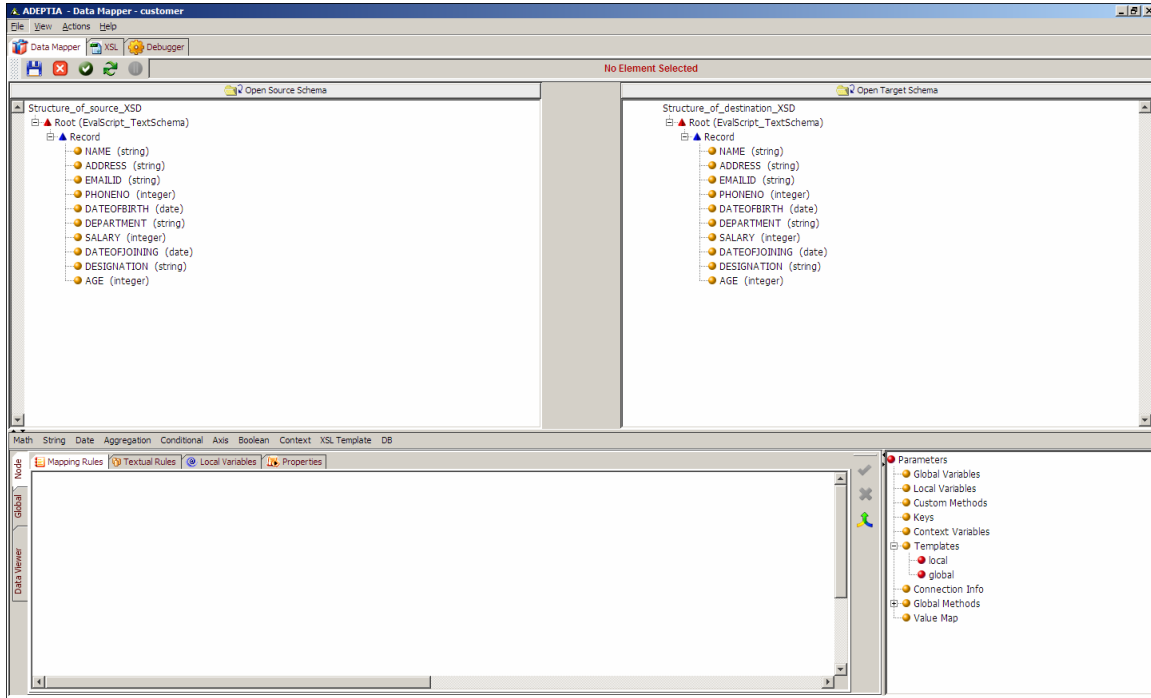 ADEPTIA - Data Mapper - customer
File View Actions Help
Data Mapper XSL Debugger
No Element Selected
Open Source Schema
Open Target Schema
Structure_of_source_XSD
Root (EvalScript_TextSchema)
Record
NAME (string)
ADDRESS (string)
EMAILID (string)
PHONENO (integer)
DATEOFBIRTH (date)
DEPARTMENT (string)
SALARY (integer)
DATEOFJOINING (date)
DESIGNATION (string)
AGE (integer)
Structure_of_destination_XSD
Root (EvalScript_TextSchema)
Record
NAME (string)
ADDRESS (string)
EMAILID (string)
PHONENO (integer)
DATEOFBIRTH (date)
DEPARTMENT (string)
SALARY (integer)
DATEOFJOINING (date)
DESIGNATION (string)
AGE (integer)
Math String Date Aggregation Conditional Axis Boolean Context XSL Template DB
Node
Global
Data Viewer
Mapping Rules Textual Rules Local Variables Properties
Parameters
Global Variables
Local Variables
Custom Methods
Keys
Context Variables
Templates
local
global
Connection Info
Global Methods
Value Map